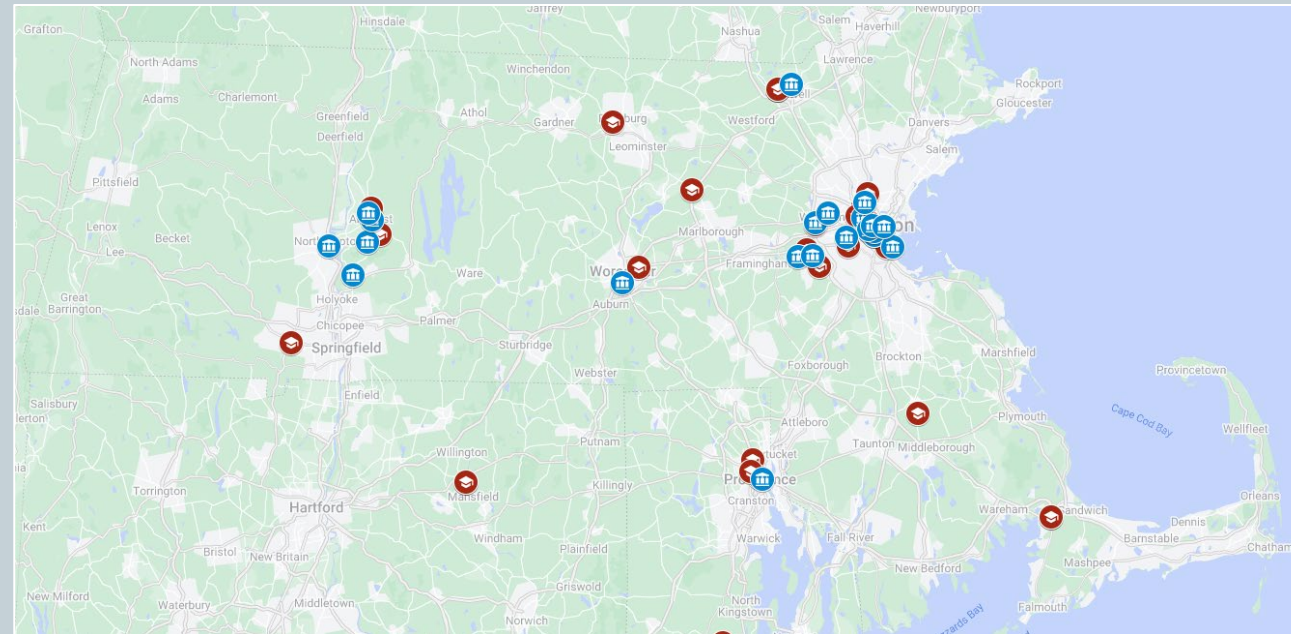 Grafton
Hinsdale
Jaffrey
Nashua
Salem
Haverhill
Newburyport
North Adams
Winchendon
Lawrence
Adams
Charlemont
Greenfield
Athol
Gardner
Westford
Rockport
Gloucester
Deerfield
Leominster
Danvers
Salem
Pittsfield
Lenox
Becket
Lee
Marlborough
Framingham
Ware
Holyoke
Auburn
Great
Barrington
Chicopee
Palmer
Springfield
Sturbridge
Foxborough
Brockton
Marshfield
Webster
Provincetown
Salisbury
Enfield
Attleboro
Plymouth
Cape Cod Bay
Wellfleet
Putnam
Taunton
Middleborough
Willington
Torrington
Mansfield
Killingly
Cranston
Orleans
Hartford
Wareham
Sandwich
Dennis
Kent
Windham
Warwick
Fall River
Barnstable
Chatham
Bristol
New Britain
Plainfield
New Bedford
Mashpee
Griswold
New Milford
Waterbury
Middletown
Norwich
North
Kingstown
Falmouth